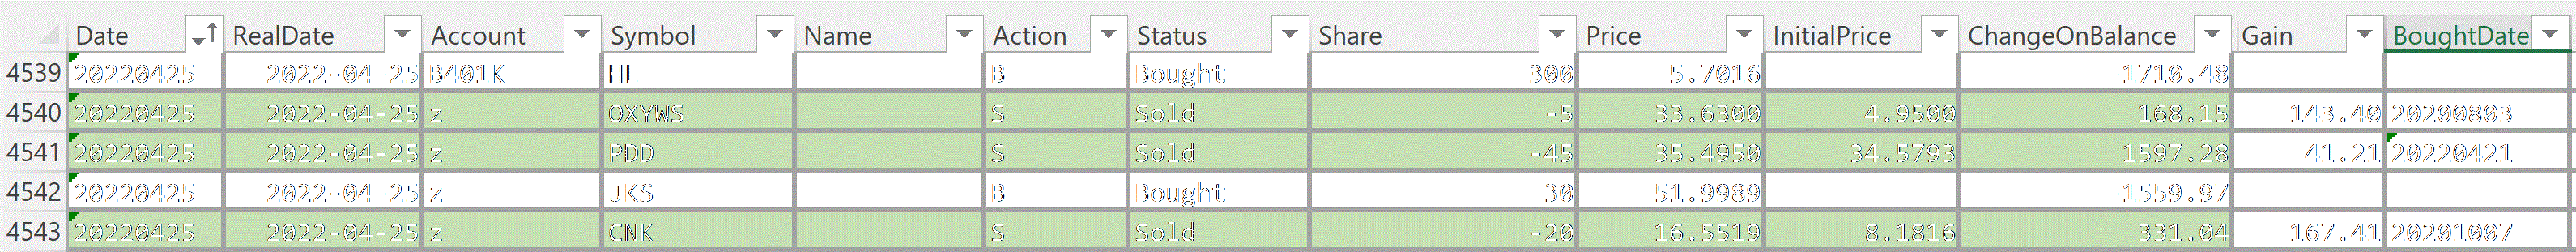 Date RealDate Account Symbol Name Action Status Share Price InitialPrice ChangeOnBalance Gain BoughtDate
4539 20220425 2022-04-25 B401K HL B Bought 300 5.7016 -1710.48
4540 20220425 2022-04-25 z OXYWS S Sold -5 33.6300 4.9500 168.15 143.40 20200803
4541 20220425 2022-04-25 z PDD S Sold -45 35.4950 34.5793 1597.28 41.21 20220421
4542 20220425 2022-04-25 z JKS B Bought 30 51.9989 -1559.97
4543 20220425 2022-04-25 z CNK S Sold -20 16.5519 8.1816 331.04 167.41 20201007